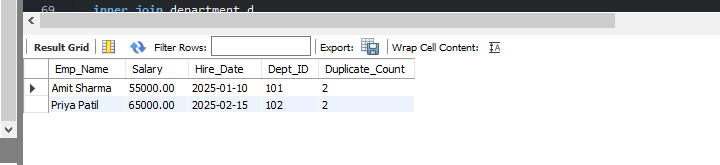 69 inner join department d
Result Grid Filter Rows: Export: Wrap Cell Content: IA
Emp_Name Salary Hire_Date Dept_ID Duplicate_Count
Amit Sharma 55000.00 2025-01-10 101 2
Priya Patil 65000.00 2025-02-15 102 2